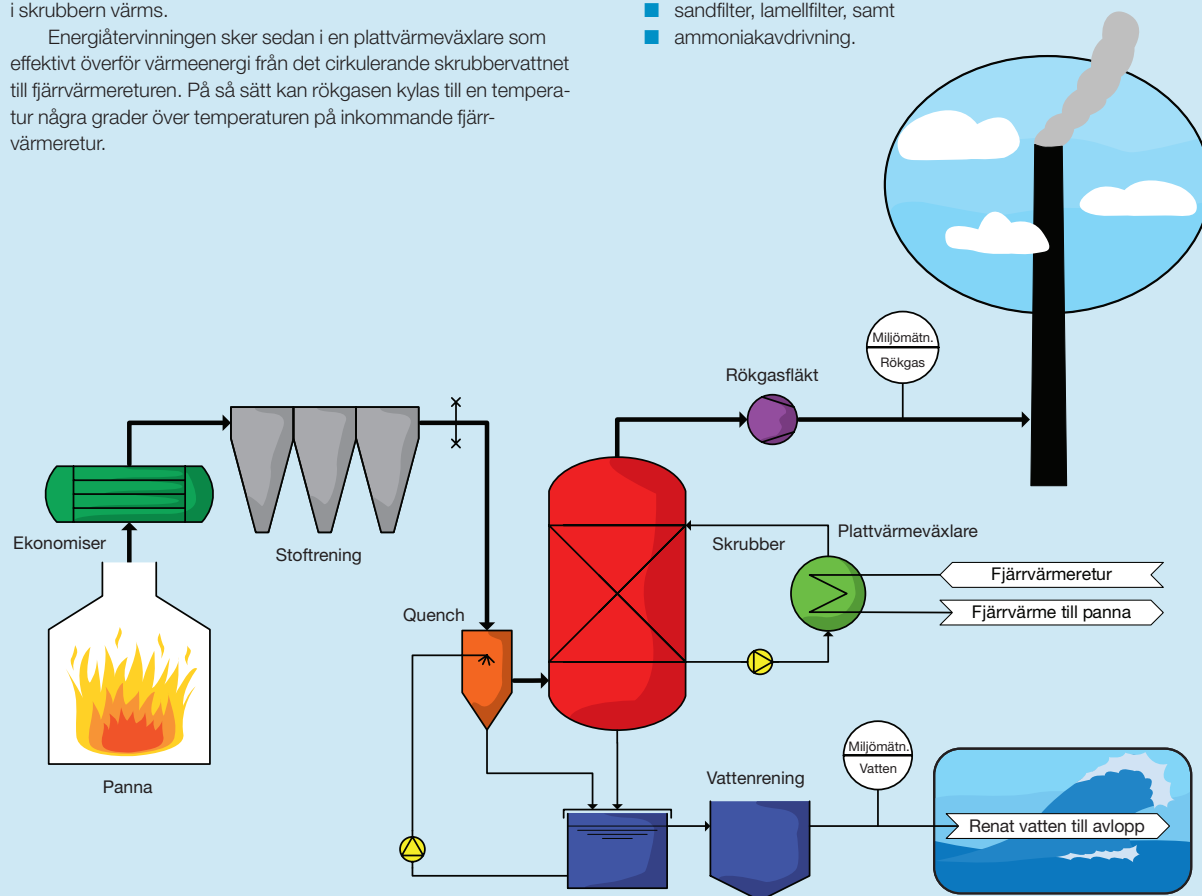 i skrubbern värms.
Energiåtervinningen sker sedan i en plattvärmeväxlare som
effektivt överför värmeenergi från det cirkulerande skrubbervattnet
till fjärrvärmereturen. På så sätt kan rökgasen kylas till en tempera-
tur några grader över temperaturen på inkommande fjärr-
värmeretur.
sandfilter, lamellfilter, samt
ammoniakavdrivning.
Miljömätn.
Rökgas
Rökgasfläkt
Ekonomiser
Stoftrening
Skrubber
Plattvärmeväxlare
Fjärrvärmeretur
Fjärrvärme till panna
Quench
Panna
Vattenrening
Miljömätn.
Vatten
Renat vatten till avlopp